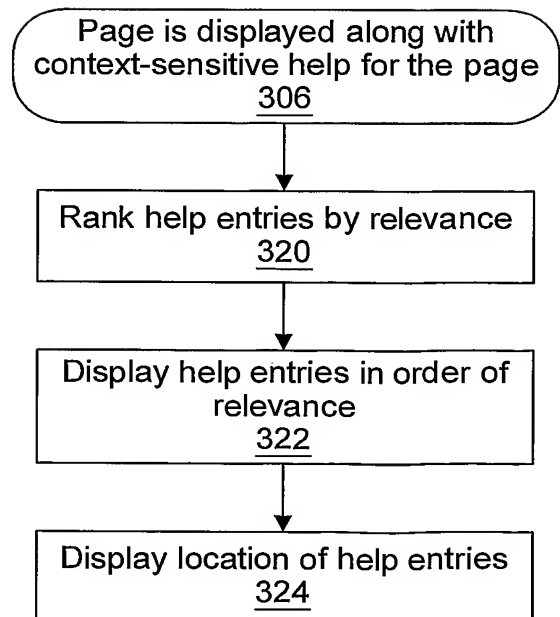 Page is displayed along with
context-sensitive help for the page
306
Rank help entries by relevance
320
Display help entries in order of
relevance
322
Display location of help entries
324